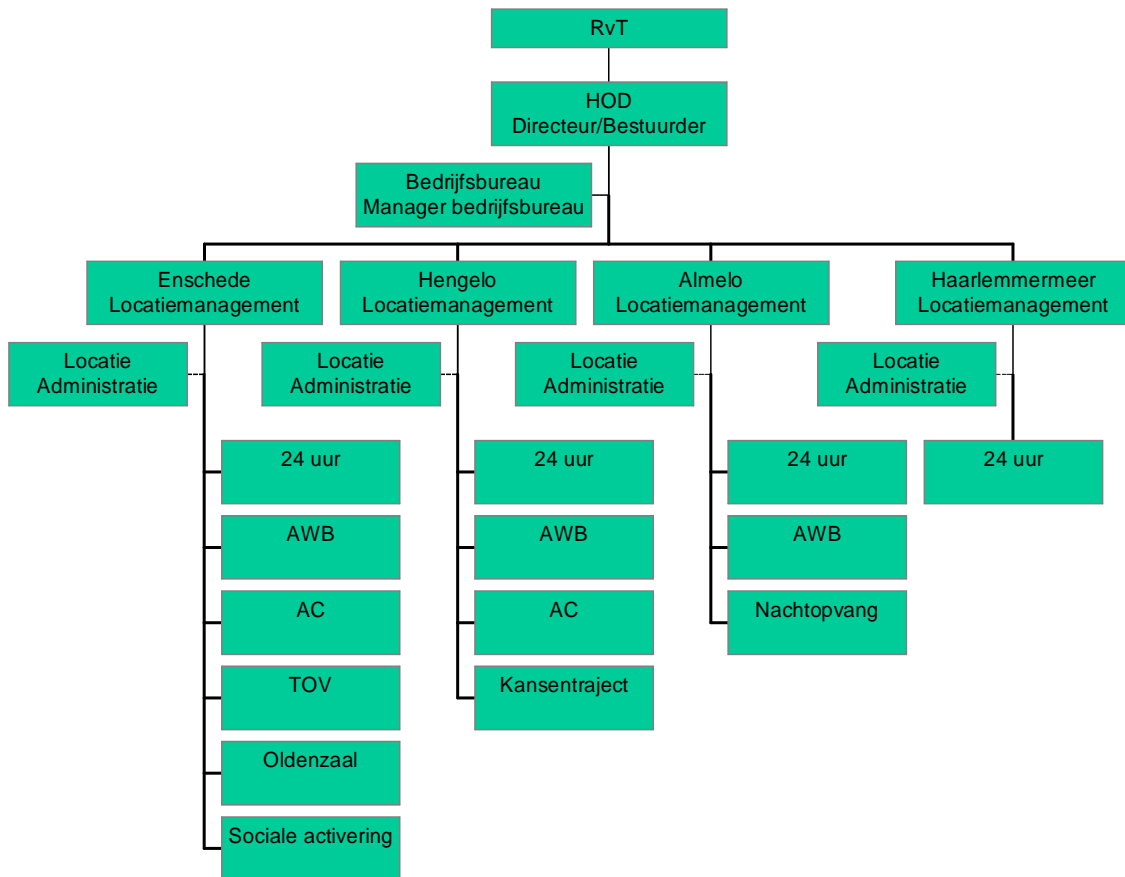 RvT
HOD
Directeur/Bestuurder
Bedrijfsbureau
Manager bedrijfsbureau
Enschede
Locatiemanagement
Hengelo
Locatiemanagement
Almelo
Locatiemanagement
Haarlemmermeer
Locatiemanagement
Locatie
Administratie
Locatie
Administratie
Locatie
Administratie
Locatie
Administratie
24 uur
24 uur
24 uur
24 uur
AWB
AWB
AWB
AC
AC
Nachtopvang
TOV
Kansentraject
Oldenzaal
Sociale activering